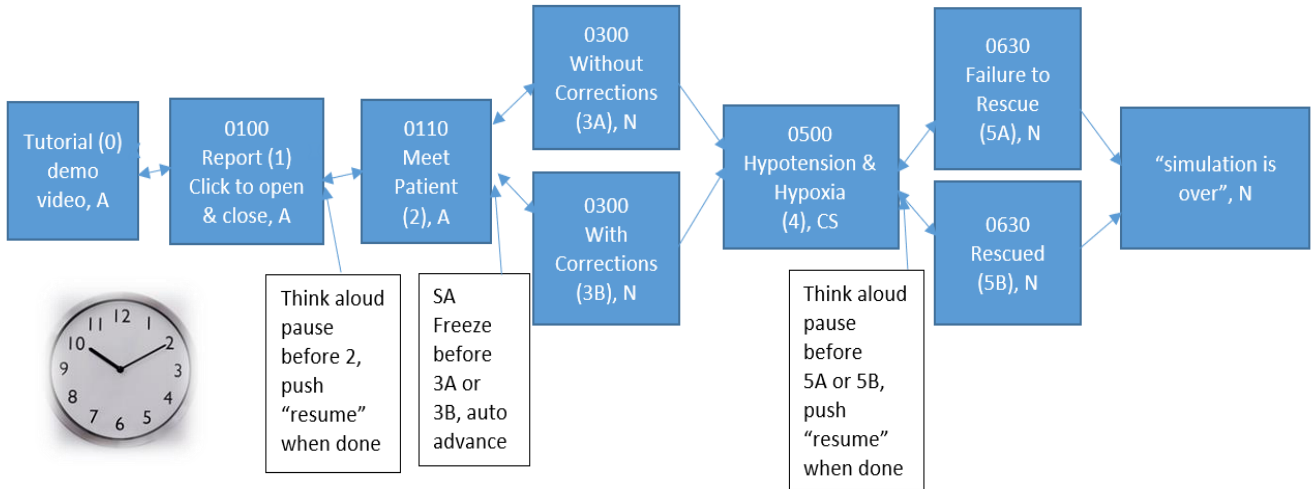 Tutorial (0)
demo
video, A
0100
Report (1)
Click to open
& close, A
0110
Meet
Patient
(2), A
0300
Without
Corrections
(3A), N
0300
With
Corrections
(3B), N
0500
Hypotension &
Hypoxia
(4), CS
0630
Failure to
Rescue
(5A), N
0630
Rescued
(5B), N
“simulation is
over”, N
Think aloud
pause
before 2,
push
“resume”
when done
SA
Freeze
before
3A or
3B, auto
advance
Think aloud
pause
before
5A or 5B,
push
“resume”
when done
12
1
2
3
4
5
6
7
8
9
10
11